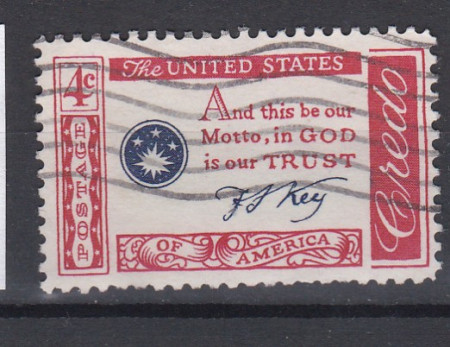 4c
POSTAGE
The UNITED STATES
And this be our
Motto, in GOD
is our TRUST
F S Key
OF AMERICA
Credo